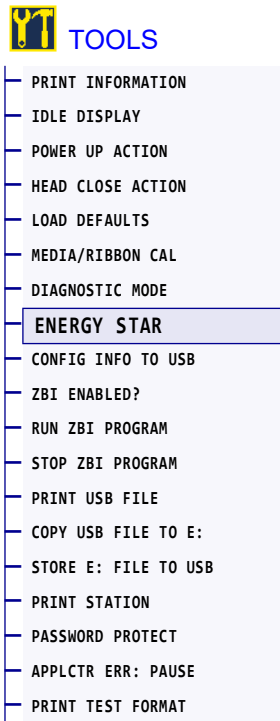 TOOLS
PRINT INFORMATION
IDLE DISPLAY
POWER UP ACTION
HEAD CLOSE ACTION
LOAD DEFAULTS
MEDIA/RIBBON CAL
DIAGNOSTIC MODE
ENERGY STAR
CONFIG INFO TO USB
ZBI ENABLED?
RUN ZBI PROGRAM
STOP ZBI PROGRAM
PRINT USB FILE
COPY USB FILE TO E:
STORE E: FILE TO USB
PRINT STATION
PASSWORD PROTECT
APPLCTR ERR: PAUSE
PRINT TEST FORMAT